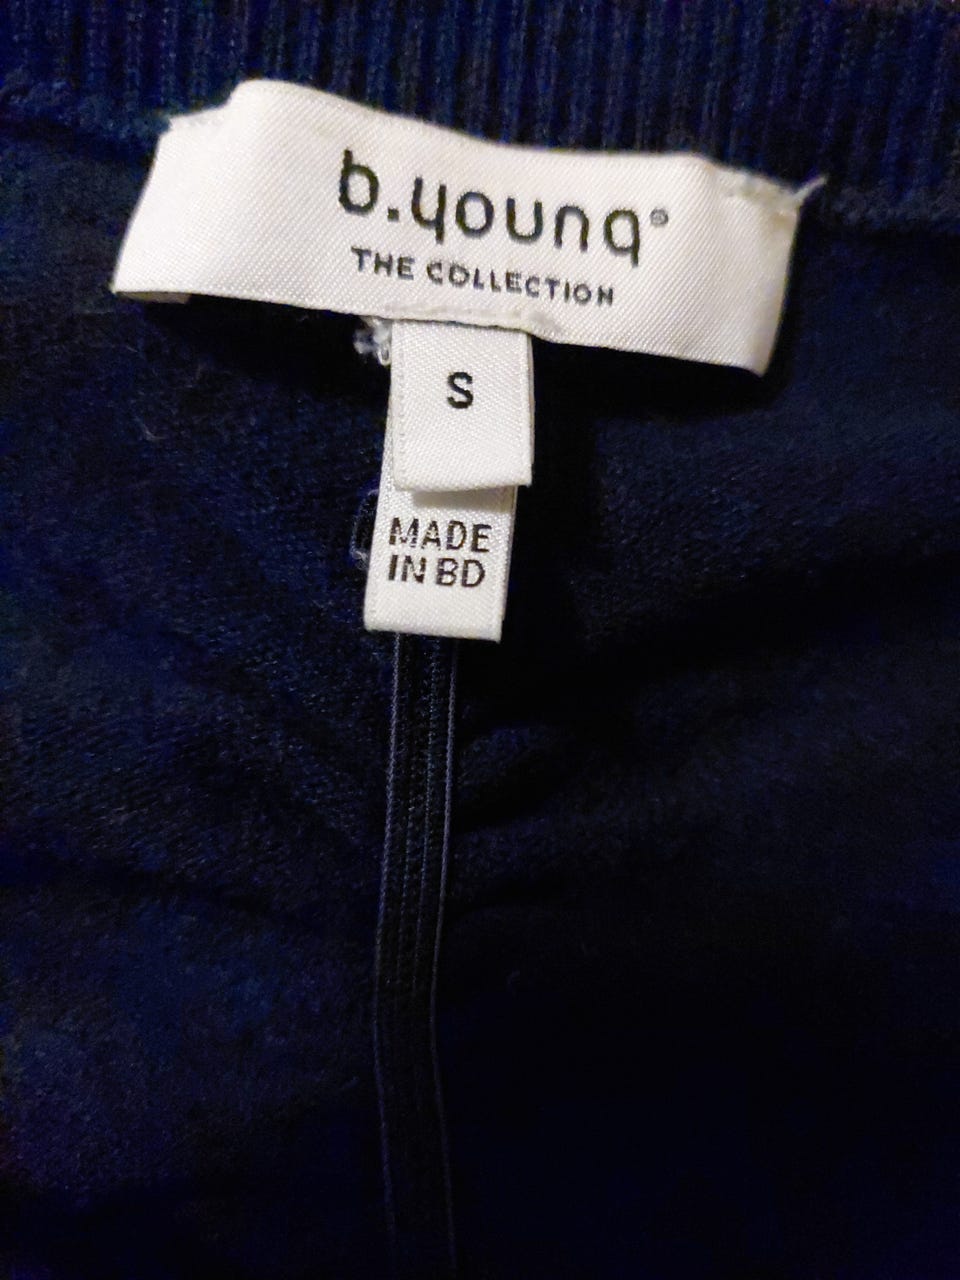 b.young®
THE COLLECTION
S
MADE
IN BD